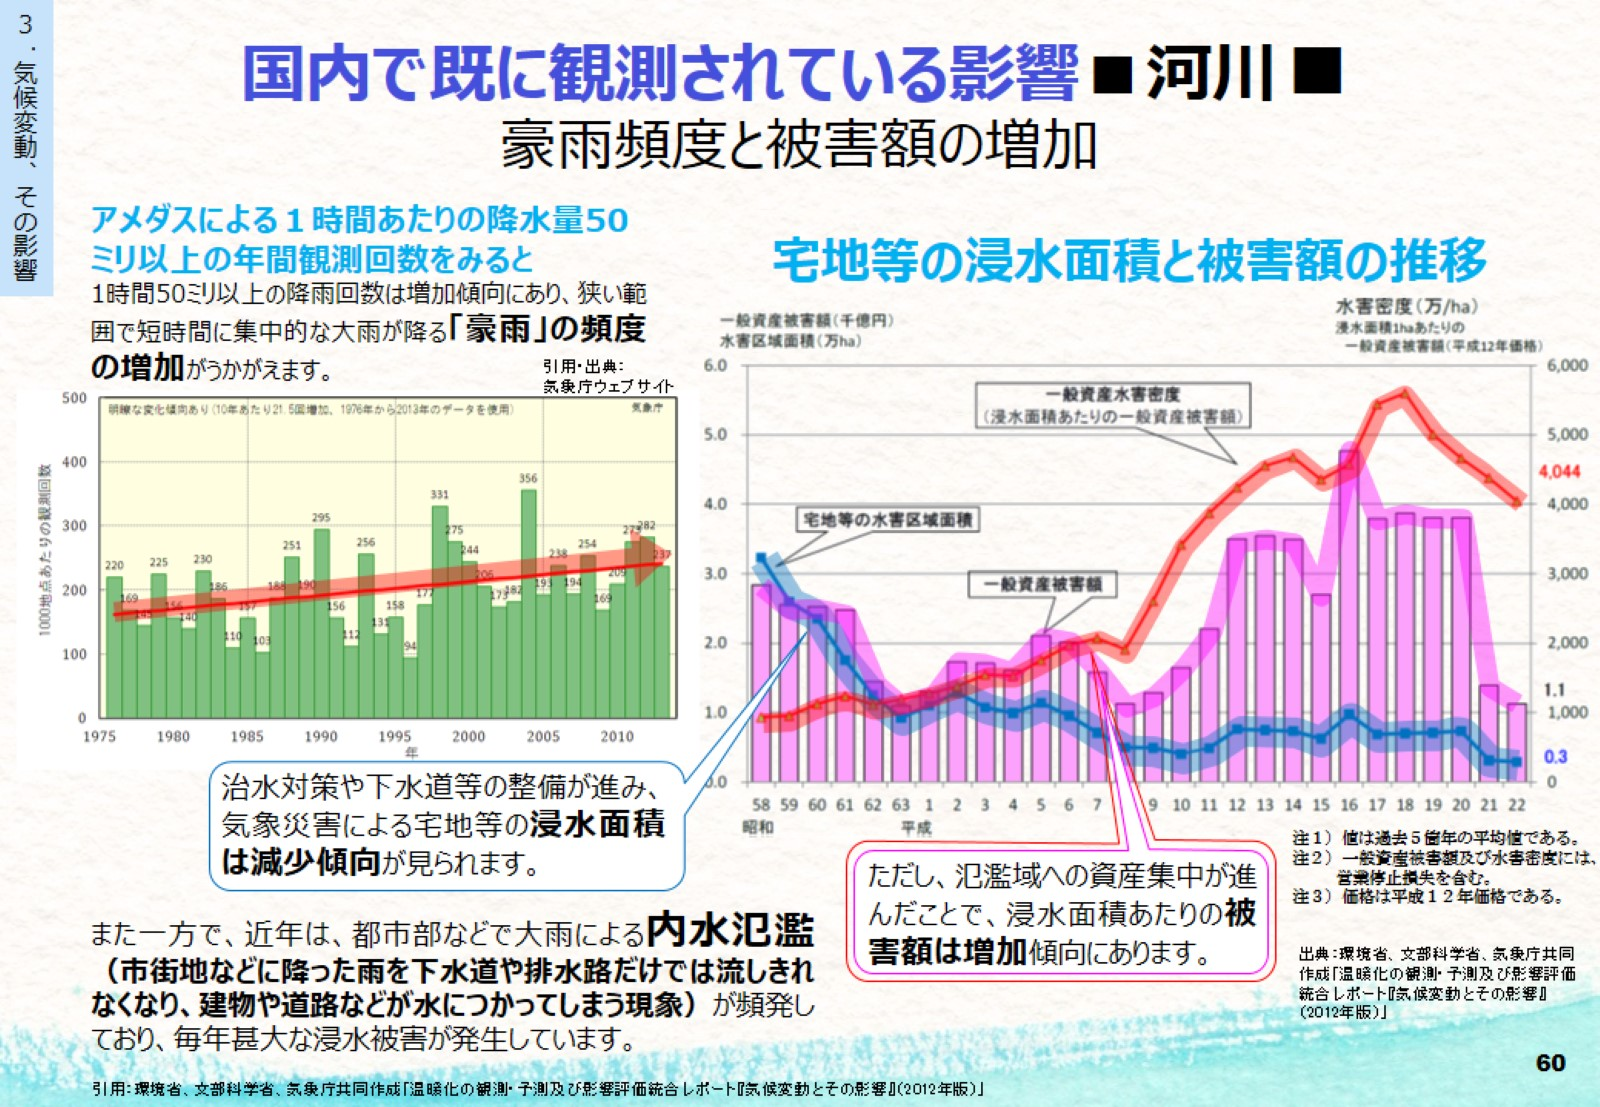 3．気候変動、その影響
国内で既に観測されている影響■河川■
豪雨頻度と被害額の増加
アメダスによる１時間あたりの降水量50
ミリ以上の年間観測回数をみると
1時間50ミリ以上の降雨回数は増加傾向にあり、狭い範
囲で短時間に集中的な大雨が降る「豪雨」の頻度
の増加がうかがえます。
引用・出典：
気象庁ウェブサイト
明瞭な変化傾向あり（10年あたり21.5回増加、1976年から2013年のデータを使用）
気象庁
1000地点あたりの観測回数
500
400
300
200
100
0
220
169
145
225
156
140
230
186
110
157
103
188
251
190
295
156
112
256
131
158
94
177
331
275
244
206
173
182
356
193
238
194
254
169
209
275
282
237
1975 1980 1985 1990 1995 2000 2005 2010
年
宅地等の浸水面積と被害額の推移
一般資産被害額（千億円）
水害区域面積（万ha）
水害密度（万/ha）
浸水面積1haあたりの
一般資産被害額（平成12年価格）
6.0
5.0
4.0
3.0
2.0
1.0
0.0
6,000
5,000
4,044
4,000
3,000
2,000
1.1
1,000
0.3
0
一般資産水害密度
（浸水面積あたりの一般資産被害額）
宅地等の水害区域面積
一般資産被害額
58 59 60 61 62 63 1 2 3 4 5 6 7 9 10 11 12 13 14 15 16 17 18 19 20 21 22
昭和 平成
治水対策や下水道等の整備が進み、
気象災害による宅地等の浸水面積
は減少傾向が見られます。
ただし、氾濫域への資産集中が進
んだことで、浸水面積あたりの被
害額は増加傾向にあります。
注１）値は過去５箇年の平均値である。
注２）一般資産被害額及び水害密度には、
営業停止損失を含む。
注３）価格は平成１２年価格である。
また一方で、近年は、都市部などで大雨による内水氾濫
（市街地などに降った雨を下水道や排水路だけでは流しきれ
なくなり、建物や道路などが水につかってしまう現象）が頻発し
ており、毎年甚大な浸水被害が発生しています。
出典：環境省、文部科学省、気象庁共同
作成「温暖化の観測・予測及び影響評価
統合レポート『気候変動とその影響』
（2012年版）」
60
引用：環境省、文部科学省、気象庁共同作成「温暖化の観測・予測及び影響評価統合レポート『気候変動とその影響』（2012年版）」